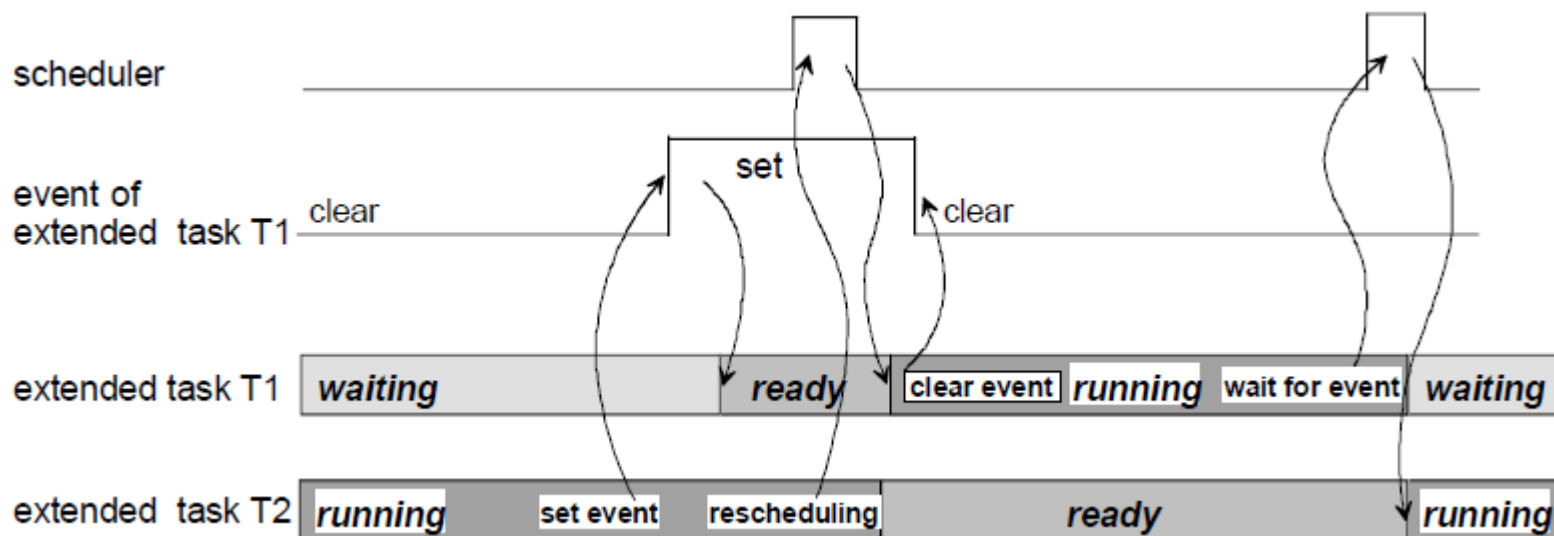 scheduler
set
event of
extended task T1
clear
clear
extended task T1
waiting
ready
clear event
running
wait for event
waiting
extended task T2
running
set event
rescheduling
ready
running